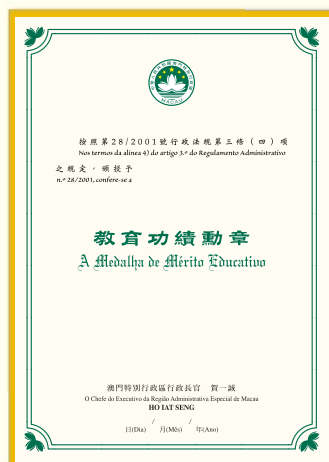 MACAU
按照第28/2001號行政法規第三條(四)項
Nos termos da alínea 4) do artigo 3.º do Regulamento Administrativo
之規定，頒授予
n.º 28/2001, confere-se a
教育功績勳章
A Medalha de Mérito Educativo
澳門特別行政區行政長官 賀一誠
O Chefe do Executivo da Região Administrativa Especial de Macau
HO IAT SENG
/ /
日(Dia) 月(Mês) 年(Ano)